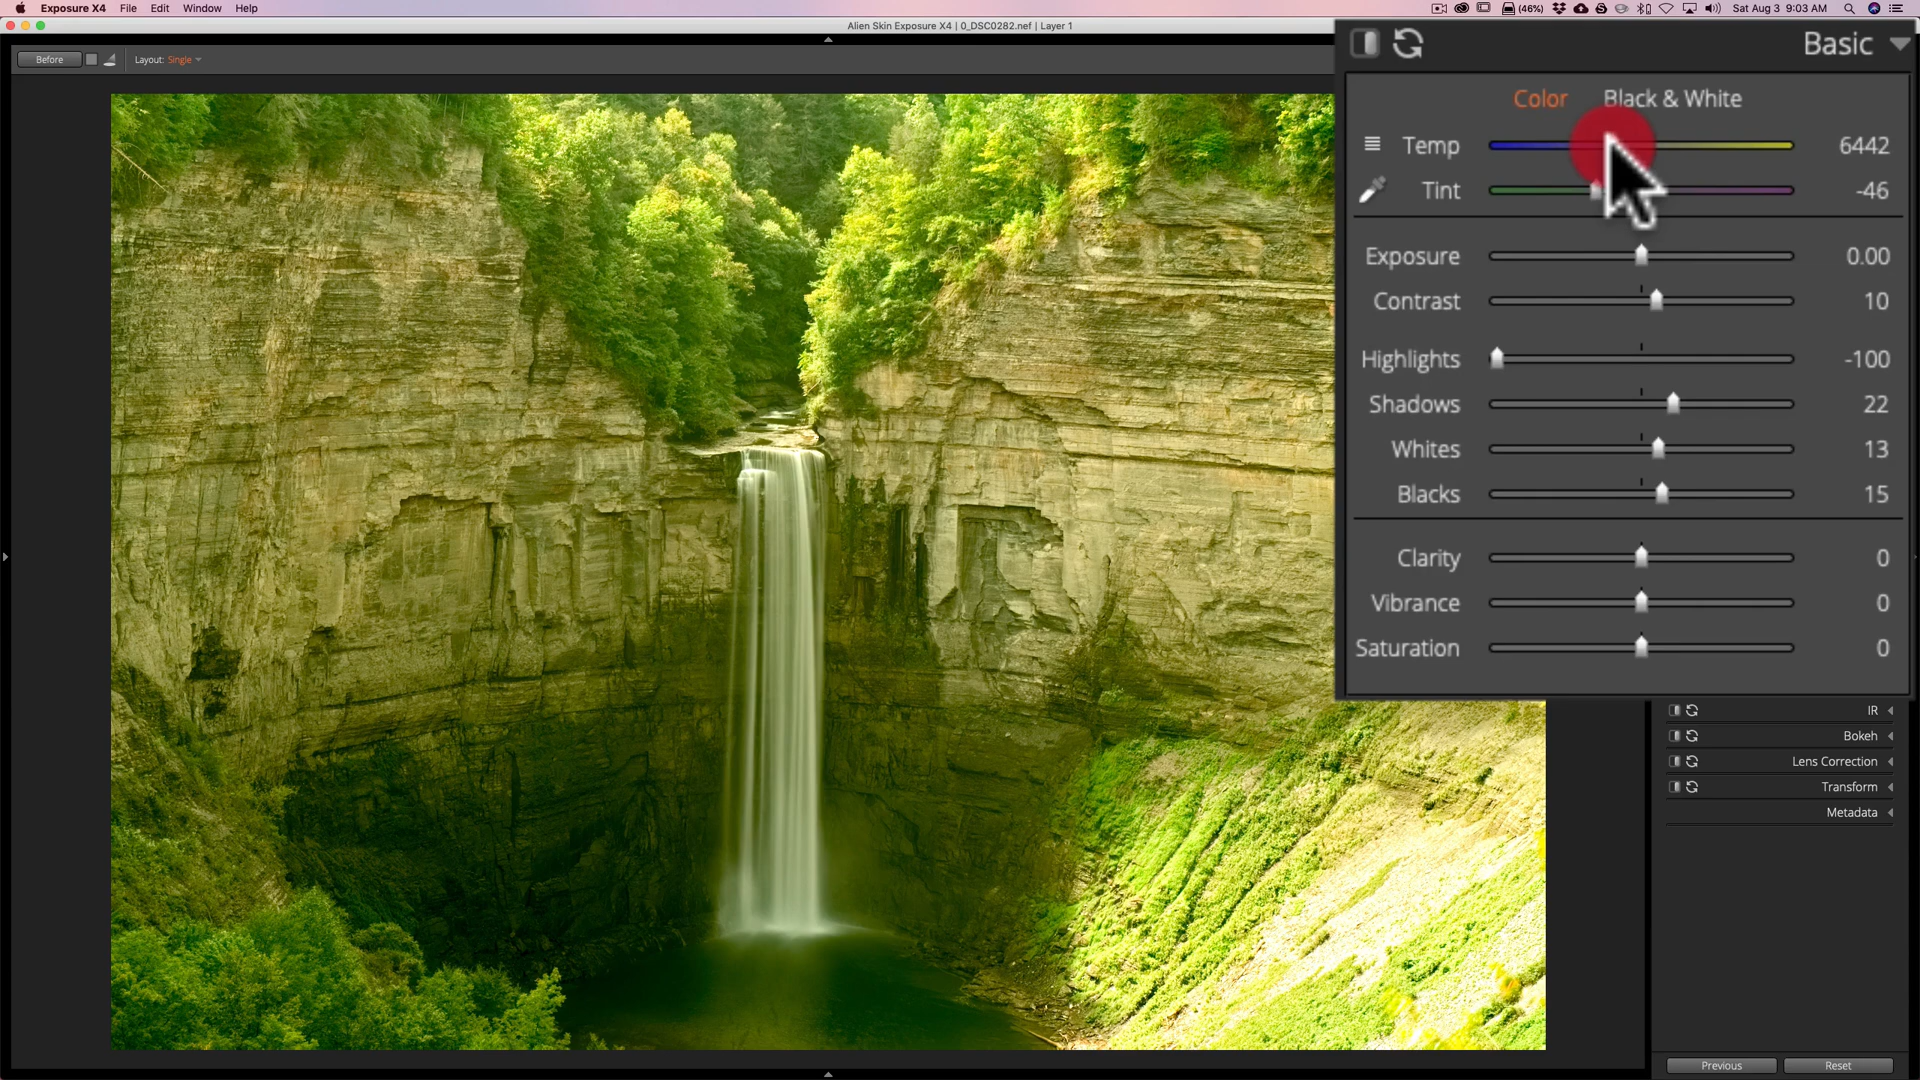 Exposure X4 File Edit Window Help
(46%) Sat Aug 3 9:03 AM
Alien Skin Exposure X4 | 0_DSC0282.nef | Layer 1
Before Layout: Single
Basic
Color Black & White
Temp 6442
Tint -46
Exposure 0.00
Contrast 10
Highlights -100
Shadows 22
Whites 13
Blacks 15
Clarity 0
Vibrance 0
Saturation 0
IR
Bokeh
Lens Correction
Transform
Metadata
Previous Reset